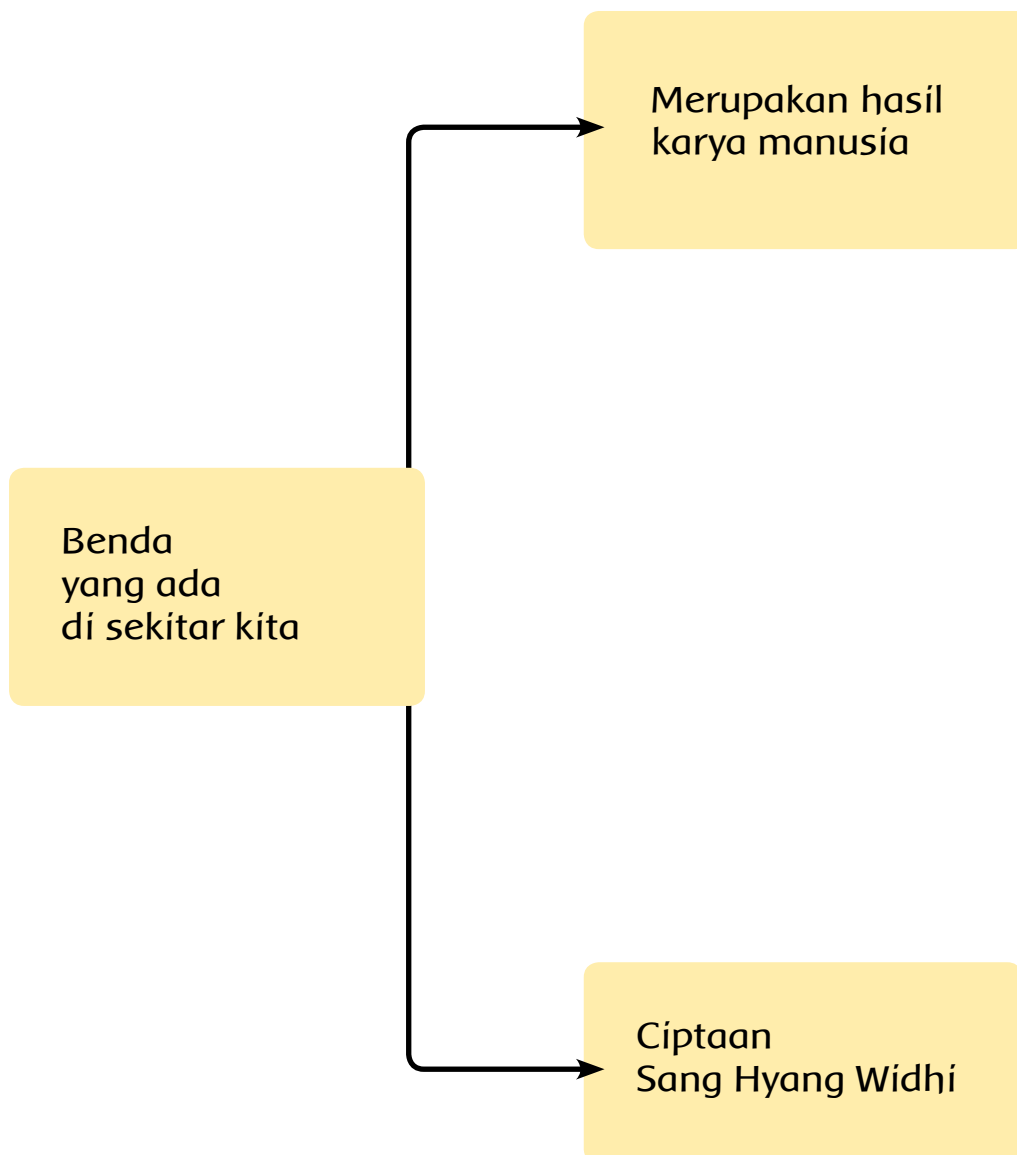 Merupakan hasil
karya manusia
Benda
yang ada
di sekitar kita
Ciptaan
Sang Hyang Widhi